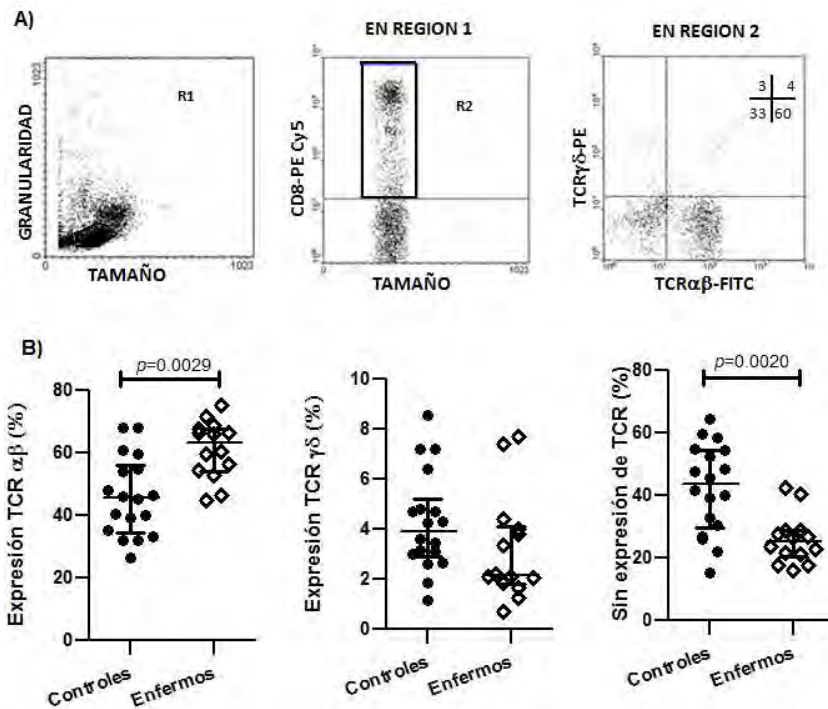 A)
EN REGION 1
EN REGION 2
1023
GRANULARIDAD
R1
0
0
1023
TAMAÑO
CD8-PE Cy5
R2
0
1023
TAMAÑO
TCRγδ-PE
3 4
33 60
TCRαβ-FITC
B)
p=0.0029
Expresión TCR αβ (%)
80
60
40
20
0
Controles
Enfermos
Expresión TCR γδ (%)
10
8
6
4
2
0
Controles
Enfermos
p=0.0020
Sin expresión de TCR (%)
80
60
40
20
0
Controles
Enfermos